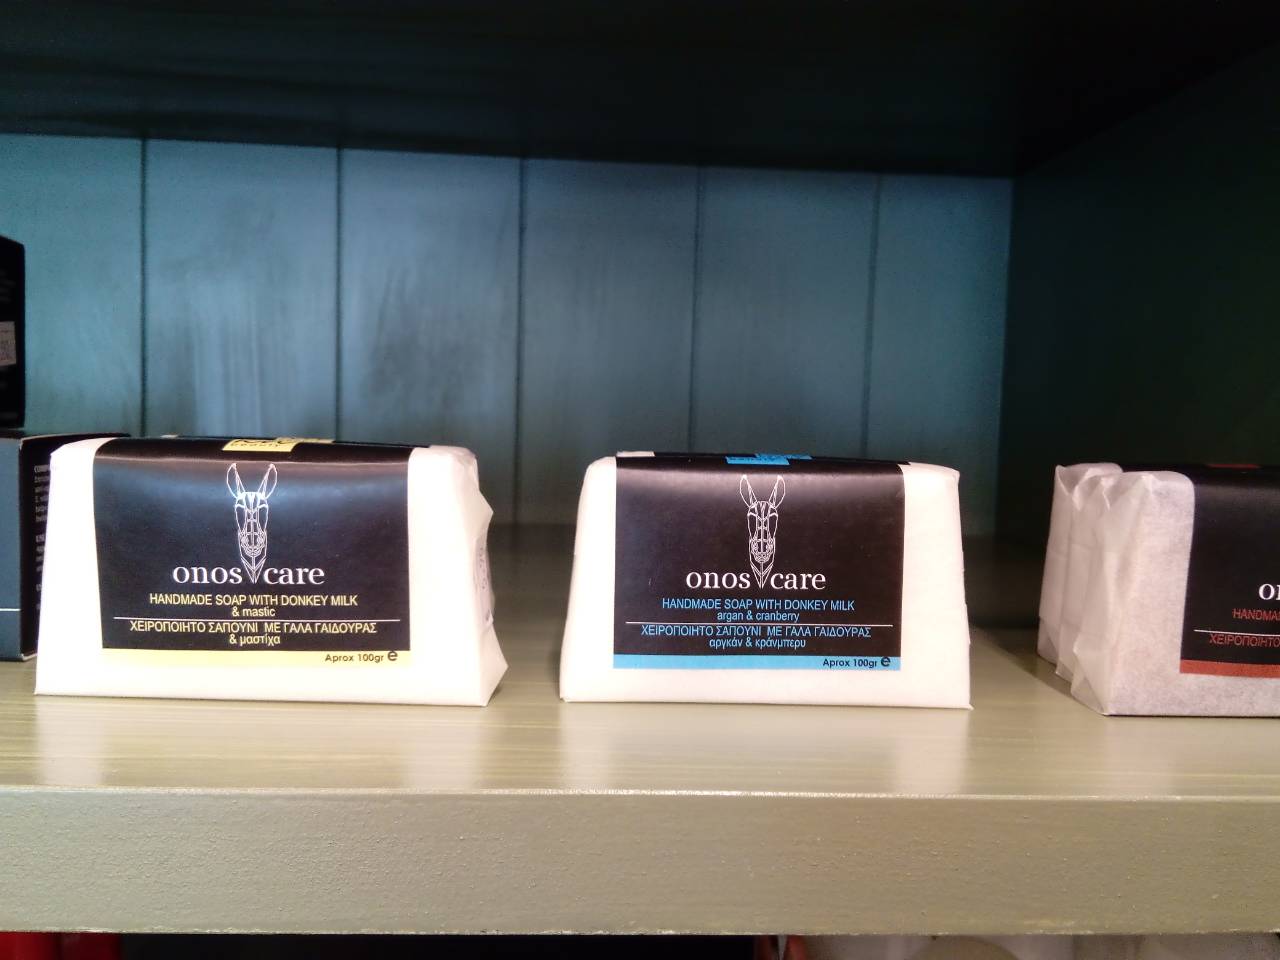 onos care
HANDMADE SOAP WITH DONKEY MILK
& mastic
ΧΕΙΡΟΠΟΙΗΤΟ ΣΑΠΟΥΝΙ ΜΕ ΓΑΛΑ ΓΑΙΔΟΥΡΑΣ
& μαστίχα
Aprox 100gr e
onos care
HANDMADE SOAP WITH DONKEY MILK
argan & cranberry
ΧΕΙΡΟΠΟΙΗΤΟ ΣΑΠΟΥΝΙ ΜΕ ΓΑΛΑ ΓΑΙΔΟΥΡΑΣ
αργκάν & κράνμπερυ
Aprox 100gr e
ΧΕΙΡΟΠΟΙΗΤΟ